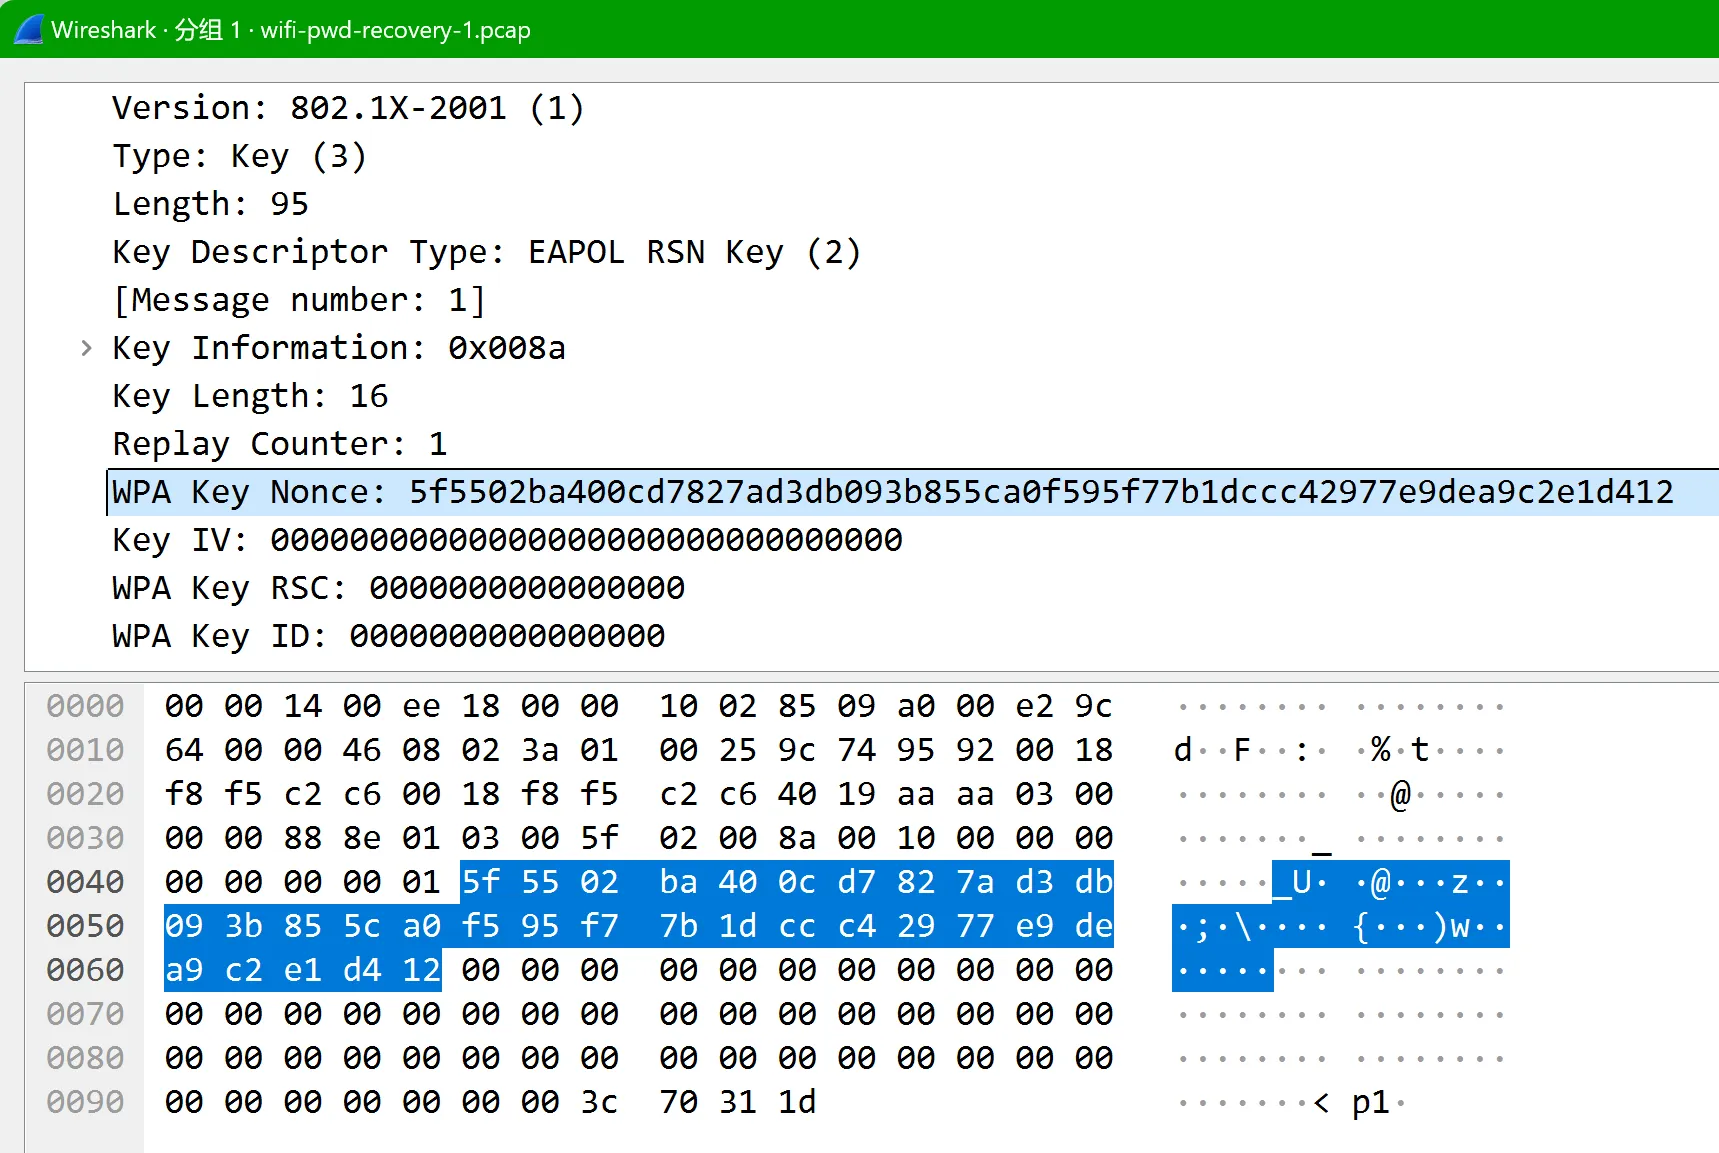 Wireshark · 分组 1 · wifi-pwd-recovery-1.pcap
Version: 802.1X-2001 (1)
Type: Key (3)
Length: 95
Key Descriptor Type: EAPOL RSN Key (2)
[Message number: 1]
Key Information: 0x008a
Key Length: 16
Replay Counter: 1
WPA Key Nonce: 5f5502ba400cd7827ad3db093b855ca0f595f77b1dccc42977e9dea9c2e1d412
Key IV: 00000000000000000000000000000000
WPA Key RSC: 0000000000000000
WPA Key ID: 0000000000000000
0000 00 00 14 00 ee 18 00 00 10 02 85 09 a0 00 e2 9c ········ ········
0010 64 00 00 46 08 02 3a 01 00 25 9c 74 95 92 00 18 d··F··:· ·%·t····
0020 f8 f5 c2 c6 00 18 f8 f5 c2 c6 40 19 aa aa 03 00 ········ ··@·····
0030 00 00 88 8e 01 03 00 5f 02 00 8a 00 10 00 00 00 ·······_ ········
0040 00 00 00 00 01 5f 55 02 ba 40 0c d7 82 7a d3 db ·····_U· ·@···z··
0050 09 3b 85 5c a0 f5 95 f7 7b 1d cc c4 29 77 e9 de ·;·\···· {···)w··
0060 a9 c2 e1 d4 12 00 00 00 00 00 00 00 00 00 00 00 ········ ········
0070 00 00 00 00 00 00 00 00 00 00 00 00 00 00 00 00 ········ ········
0080 00 00 00 00 00 00 00 00 00 00 00 00 00 00 00 00 ········ ········
0090 00 00 00 00 00 00 00 3c 70 31 1d ·······< p1·